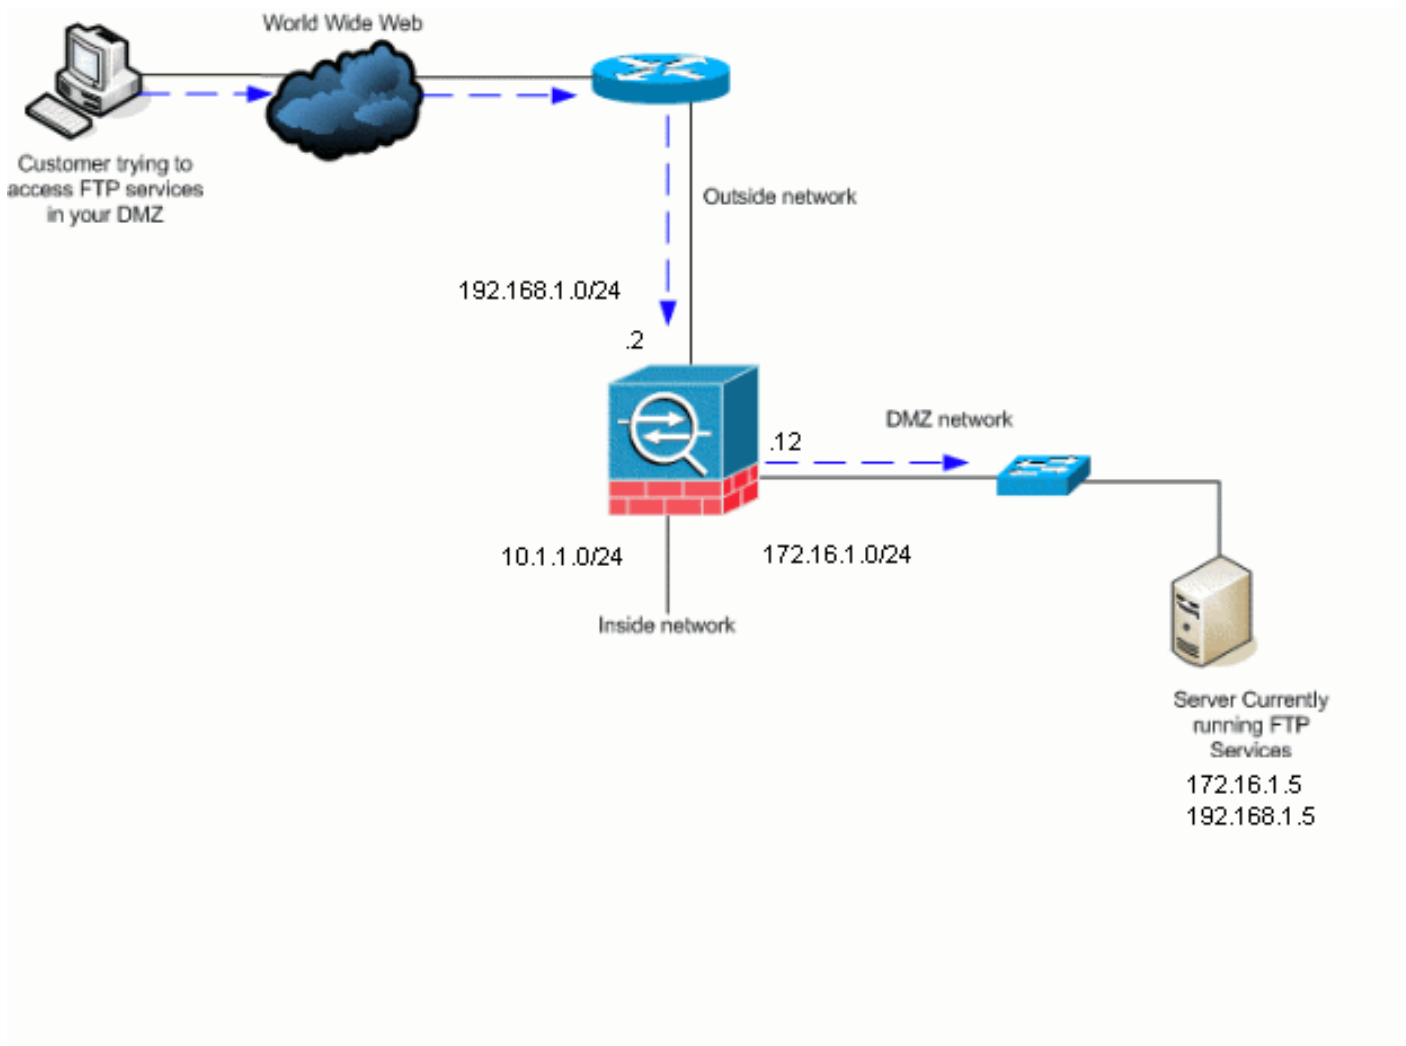 World Wide Web
Customer trying to
access FTP services
in your DMZ
Outside network
192.168.1.0/24
.2
DMZ network
.12
10.1.1.0/24
172.16.1.0/24
Inside network
Server Currently
running FTP
Services
172.16.1.5
192.168.1.5